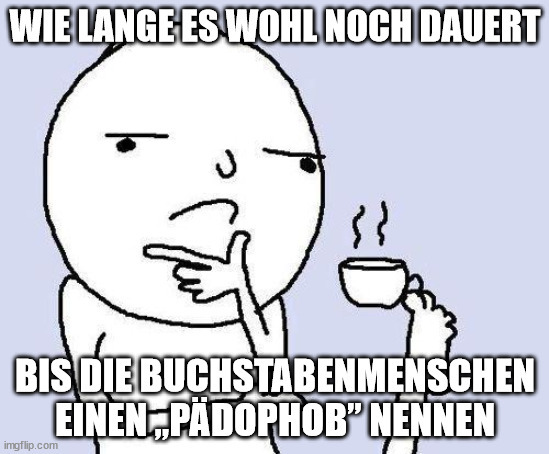 WIE LANGE ES WOHL NOCH DAUERT
BIS DIE BUCHSTABENMENSCHEN
EINEN „PÄDOPHOB” NENNEN
imgflip.com